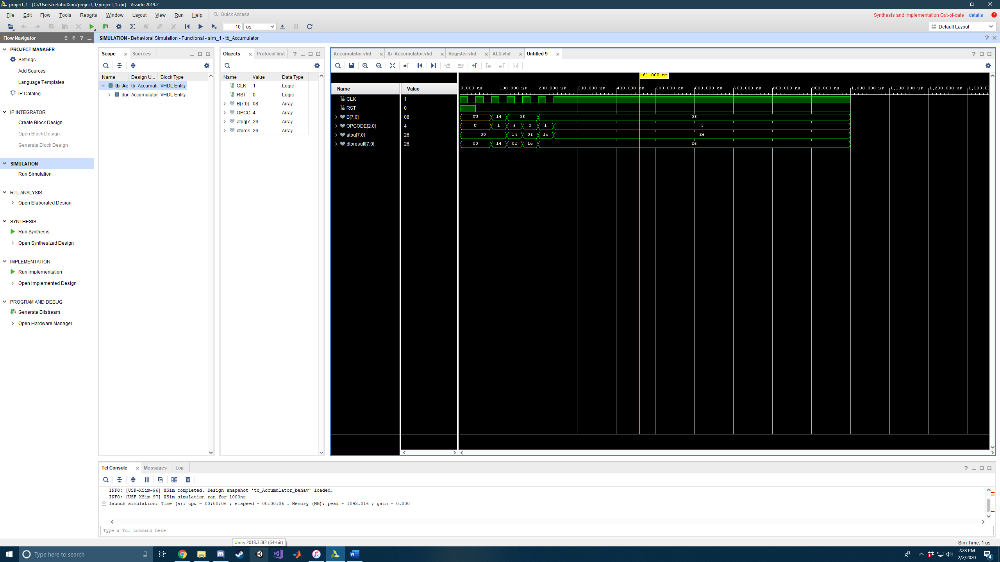 project_1 - [C:/Users/retribuXion/project_1/project_1.xpr] - Vivado 2019.2
File Edit Flow Tools Reports Window Layout View Run Help Quick Access
Synthesis and Implementation Out-of-date details
10 us
Default Layout
Flow Navigator
SIMULATION - Behavioral Simulation - Functional - sim_1 - tb_Accumulator
PROJECT MANAGER
Settings
Add Sources
Language Templates
IP Catalog
IP INTEGRATOR
Create Block Design
Open Block Design
Generate Block Design
SIMULATION
Run Simulation
RTL ANALYSIS
Open Elaborated Design
SYNTHESIS
Run Synthesis
Open Synthesized Design
IMPLEMENTATION
Run Implementation
Open Implemented Design
PROGRAM AND DEBUG
Generate Bitstream
Open Hardware Manager
Scope Sources
Name Design U... Block Type
tb_Ac tb_Accumula VHDL Entity
duu Accumulator VHDL Entity
Objects Protocol Inst
Name Value Data Type
CLK 1 Logic
RST 0 Logic
B[7:0] 08 Array
OPCO 4 Array
atoq[7 26 Array
dtores 26 Array
Accumulator.vhd tb_Accumulator.vhd Register.vhd ALU.vhd Untitled 9
461.000 ns
Name Value
0.000 ns 100.000 ns 200.000 ns 300.000 ns 400.000 ns 500.000 ns 600.000 ns 700.000 ns 800.000 ns 900.000 ns 1,000.000 ns 1,100.000 ns 1,200.000 ns 1,300.00
CLK 1
RST 0
B[7:0] 08 UU 14 05 08
OPCODE[2:0] 4 U 1 5 3 1 4
atoq[7:0] 26 00 14 0f 1e 26
dtoresult[7:0] 26 00 14 0f 1e 26
Tcl Console Messages Log
INFO: [USF-XSim-96] XSim completed. Design snapshot 'tb_Accumulator_behav' loaded.
INFO: [USF-XSim-97] XSim simulation ran for 1000ns
launch_simulation: Time (s): cpu = 00:00:06 ; elapsed = 00:00:06 . Memory (MB): peak = 1093.016 ; gain = 0.000
Type a Tcl command here
Unity 2018.3.0f2 (64-bit)
Sim Time: 1 us
Type here to search
2:28 PM
2/2/2020
4